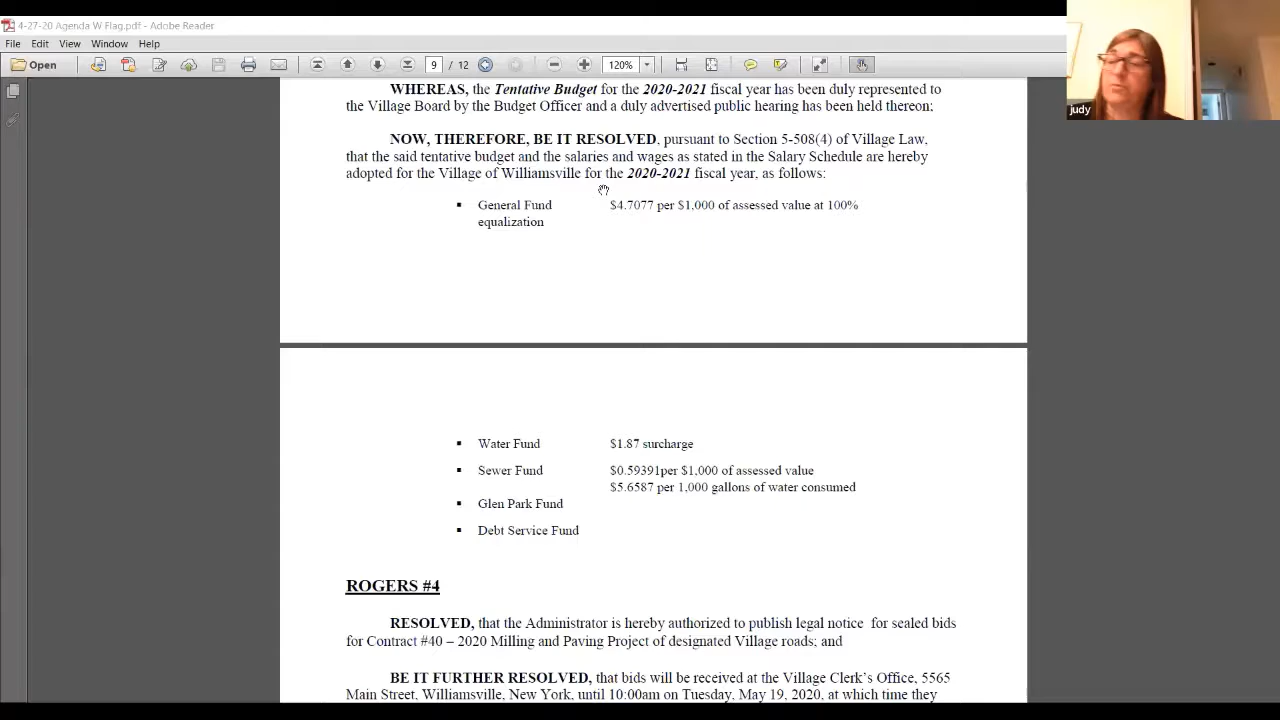 4-27-20 Agenda W Flag.pdf - Adobe Reader
File Edit View Window Help
Open 9 / 12 120%
judy
WHEREAS, the Tentative Budget for the 2020-2021 fiscal year has been duly represented to
the Village Board by the Budget Officer and a duly advertised public hearing has been held thereon;
NOW, THEREFORE, BE IT RESOLVED, pursuant to Section 5-508(4) of Village Law,
that the said tentative budget and the salaries and wages as stated in the Salary Schedule are hereby
adopted for the Village of Williamsville for the 2020-2021 fiscal year, as follows:
▪ General Fund $4.7077 per $1,000 of assessed value at 100%
equalization
▪ Water Fund $1.87 surcharge
▪ Sewer Fund $0.59391per $1,000 of assessed value
$5.6587 per 1,000 gallons of water consumed
▪ Glen Park Fund
▪ Debt Service Fund
ROGERS #4
RESOLVED, that the Administrator is hereby authorized to publish legal notice for sealed bids
for Contract #40 – 2020 Milling and Paving Project of designated Village roads; and
BE IT FURTHER RESOLVED, that bids will be received at the Village Clerk's Office, 5565
Main Street, Williamsville, New York, until 10:00am on Tuesday, May 19, 2020, at which time they